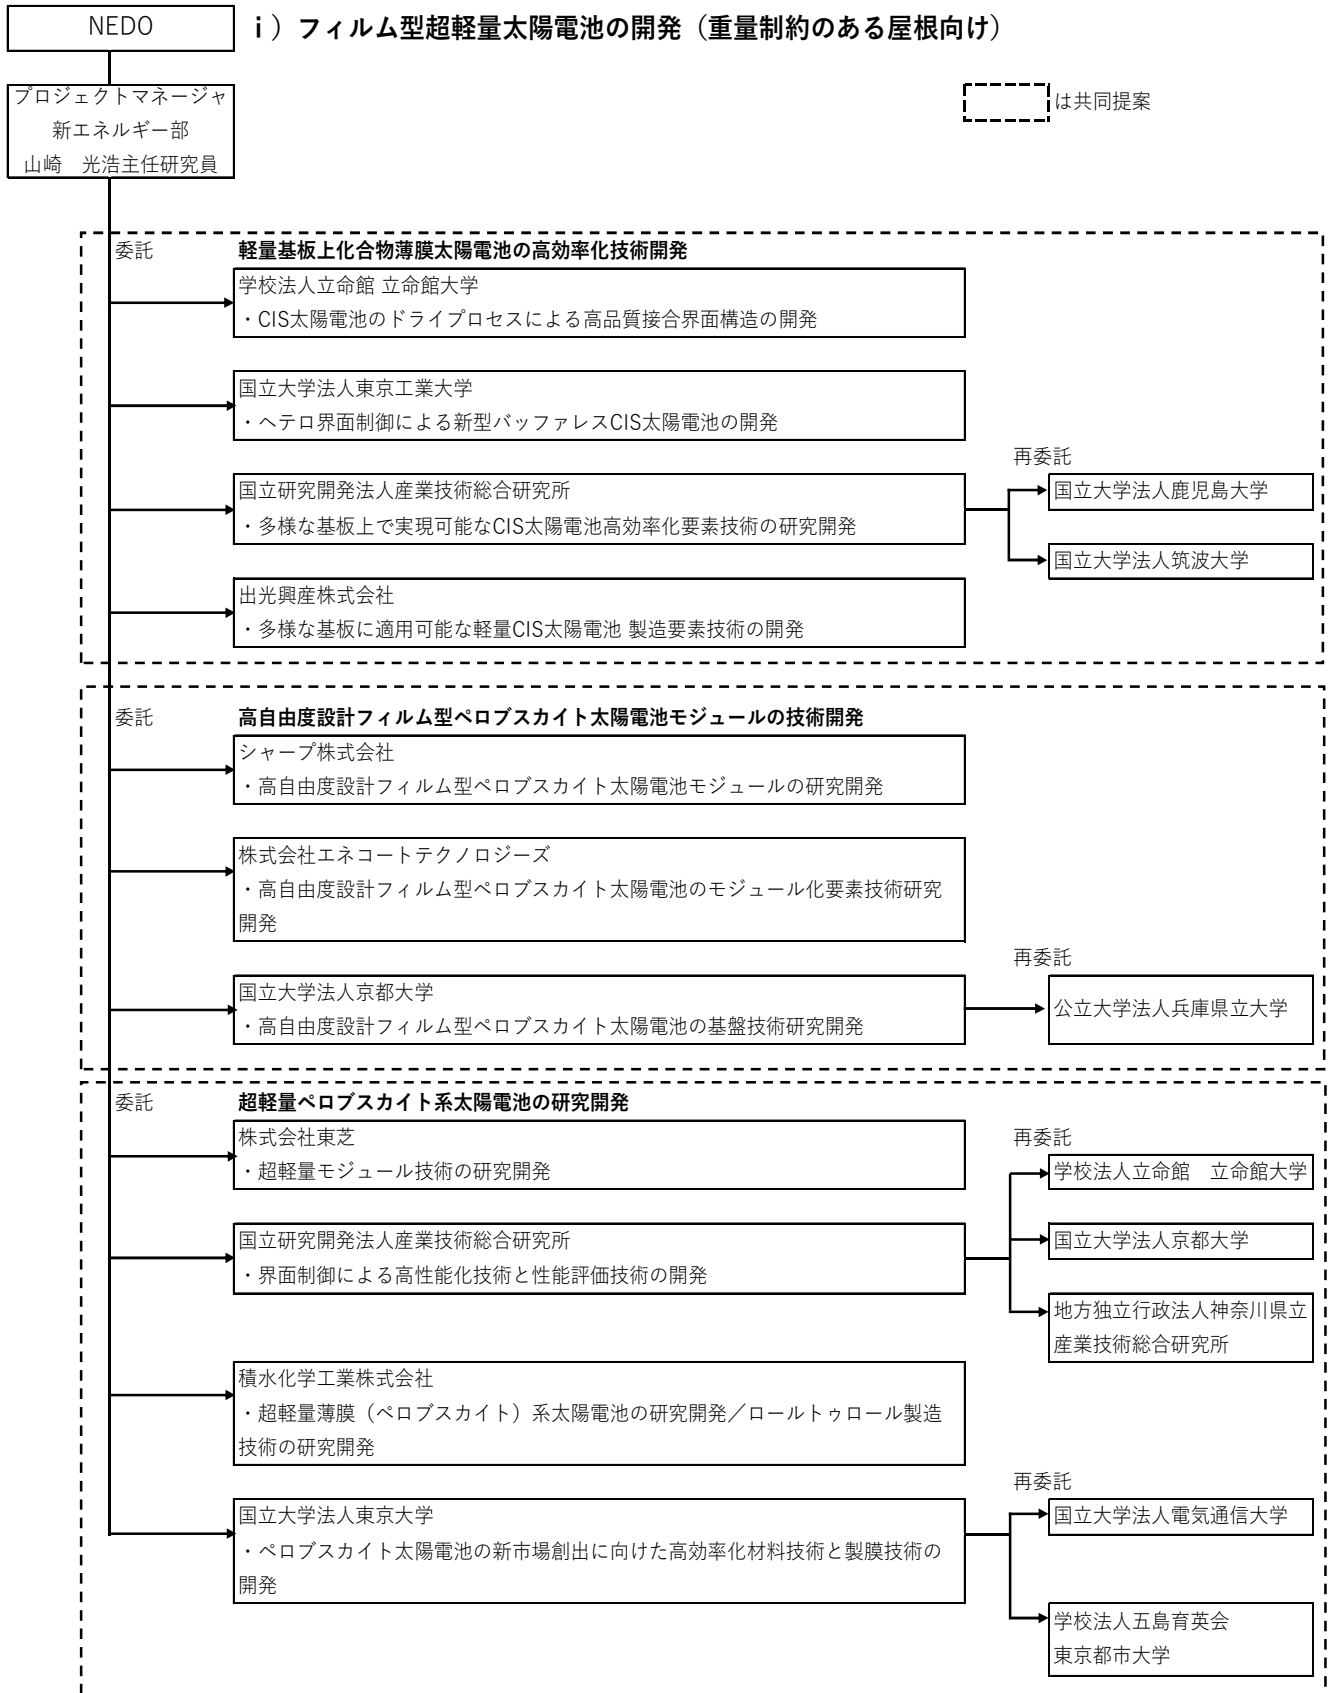 NEDO
ⅰ）フィルム型超軽量太陽電池の開発（重量制約のある屋根向け）
プロジェクトマネージャ
新エネルギー部
山崎　光浩主任研究員
は共同提案
委託
軽量基板上化合物薄膜太陽電池の高効率化技術開発
学校法人立命館 立命館大学
・CIS太陽電池のドライプロセスによる高品質接合界面構造の開発
国立大学法人東京工業大学
・ヘテロ界面制御による新型バッファレスCIS太陽電池の開発
再委託
国立研究開発法人産業技術総合研究所
・多様な基板上で実現可能なCIS太陽電池高効率化要素技術の研究開発
国立大学法人鹿児島大学
国立大学法人筑波大学
出光興産株式会社
・多様な基板に適用可能な軽量CIS太陽電池 製造要素技術の開発
委託
高自由度設計フィルム型ペロブスカイト太陽電池モジュールの技術開発
シャープ株式会社
・高自由度設計フィルム型ペロブスカイト太陽電池モジュールの研究開発
株式会社エネコートテクノロジーズ
・高自由度設計フィルム型ペロブスカイト太陽電池のモジュール化要素技術研究
開発
再委託
国立大学法人京都大学
・高自由度設計フィルム型ペロブスカイト太陽電池の基盤技術研究開発
公立大学法人兵庫県立大学
委託
超軽量ペロブスカイト系太陽電池の研究開発
株式会社東芝
・超軽量モジュール技術の研究開発
再委託
学校法人立命館　立命館大学
国立研究開発法人産業技術総合研究所
・界面制御による高性能化技術と性能評価技術の開発
国立大学法人京都大学
地方独立行政法人神奈川県立
産業技術総合研究所
積水化学工業株式会社
・超軽量薄膜（ペロブスカイト）系太陽電池の研究開発／ロールトゥロール製造
技術の研究開発
再委託
国立大学法人東京大学
・ペロブスカイト太陽電池の新市場創出に向けた高効率化材料技術と製膜技術の
開発
国立大学法人電気通信大学
学校法人五島育英会
東京都市大学